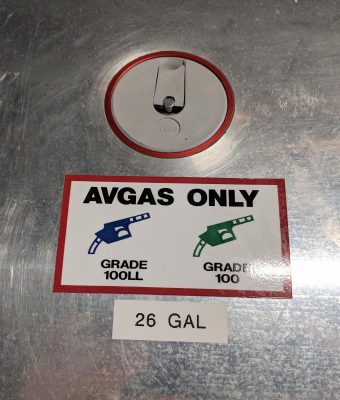 AVGAS ONLY
GRADE GRADE
100LL 100
26 GAL